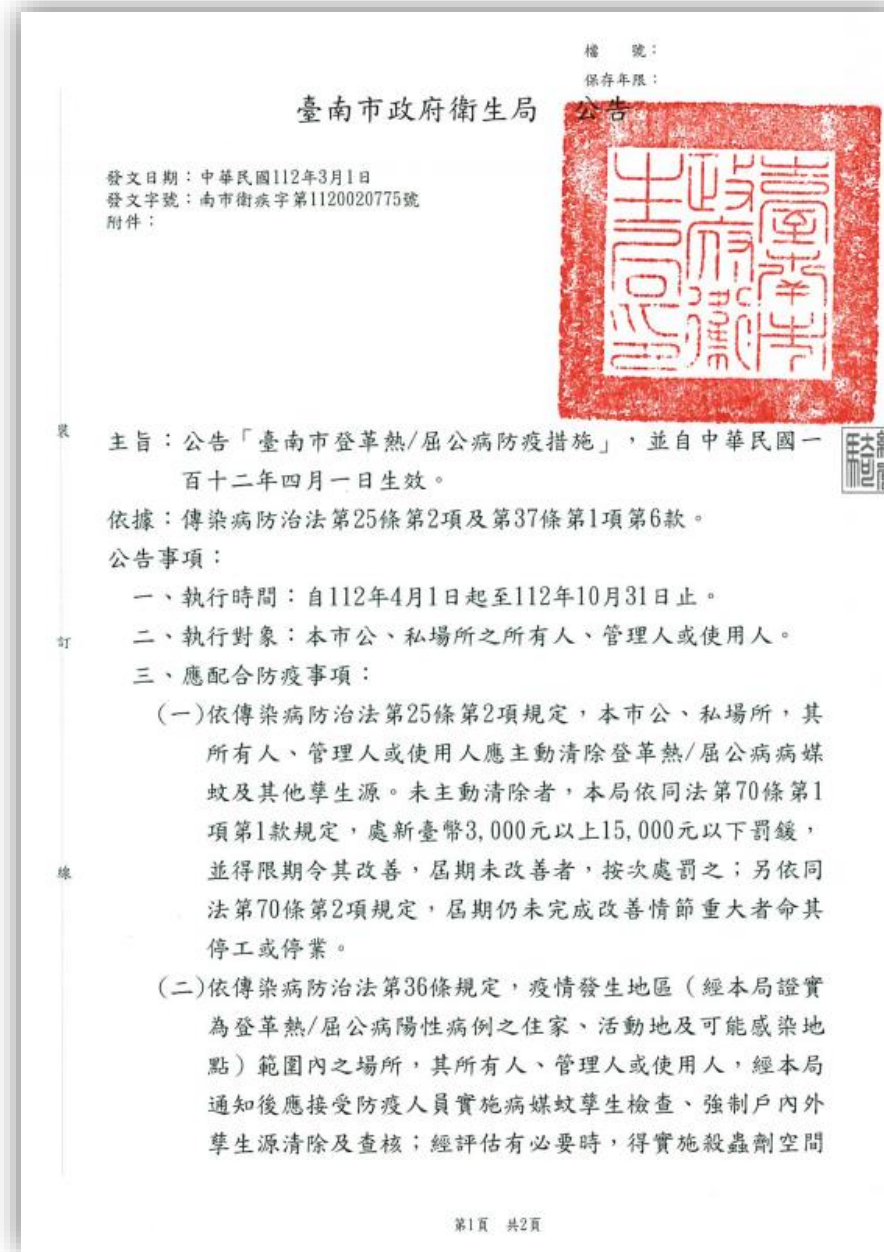 檔　號：
保存年限：
臺南市政府衛生局　公告
發文日期：中華民國112年3月1日
發文字號：南市衛疾字第1120020775號
附件：
主旨：公告「臺南市登革熱/屈公病防疫措施」，並自中華民國一
百十二年四月一日生效。
依據：傳染病防治法第25條第2項及第37條第1項第6款。
公告事項：
一、執行時間：自112年4月1日起至112年10月31日止。
二、執行對象：本市公、私場所之所有人、管理人或使用人。
三、應配合防疫事項：
(一)依傳染病防治法第25條第2項規定，本市公、私場所，其
所有人、管理人或使用人應主動清除登革熱/屈公病病媒
蚊及其他孳生源。未主動清除者，本局依同法第70條第1
項第1款規定，處新臺幣3,000元以上15,000元以下罰鍰，
並得限期令其改善，屆期未改善者，按次處罰之；另依同
法第70條第2項規定，屆期仍未完成改善情節重大者命其
停工或停業。
(二)依傳染病防治法第36條規定，疫情發生地區（經本局證實
為登革熱/屈公病陽性病例之住家、活動地及可能感染地
點）範圍內之場所，其所有人、管理人或使用人，經本局
通知後應接受防疫人員實施病媒蚊孳生檢查、強制戶內外
孳生源清除及查核；經評估有必要時，得實施殺蟲劑空間
裝
訂
線
臺南市
政府衛
生局印
騎
第1頁　共2頁